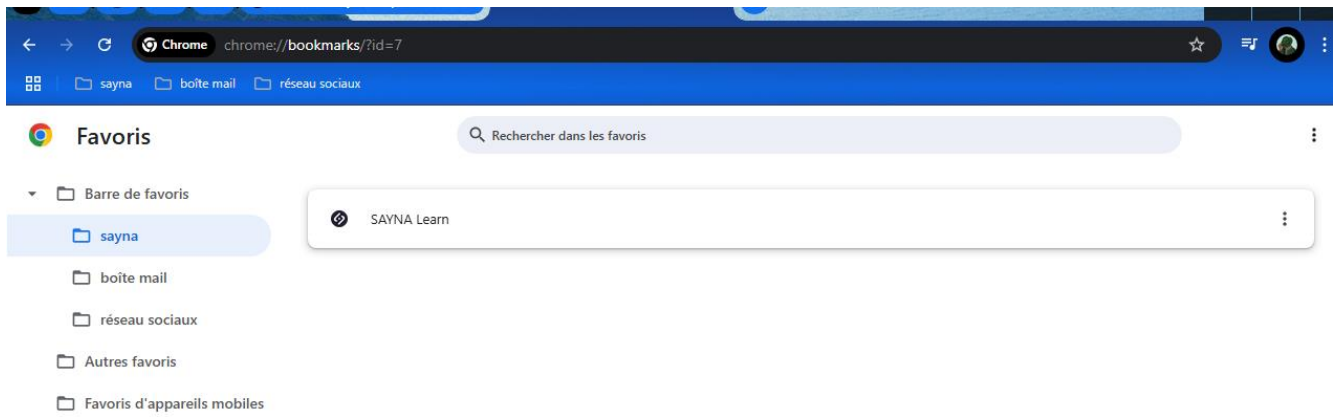 Chrome chrome://bookmarks/?id=7
sayna boîte mail réseau sociaux
Favoris
Rechercher dans les favoris
Barre de favoris
sayna
SAYNA Learn
boîte mail
réseau sociaux
Autres favoris
Favoris d'appareils mobiles